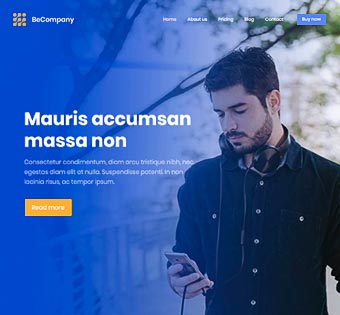 BeCompany
Home About us Pricing Blog Contact Buy now
Mauris accumsan
massa non
Consectetur condimentum, diam arcu tristique nibh, nec
egestas diam elit et nulla. Suspendisse potenti. In non
lacinia risus, ac tempor ipsum.
Read more